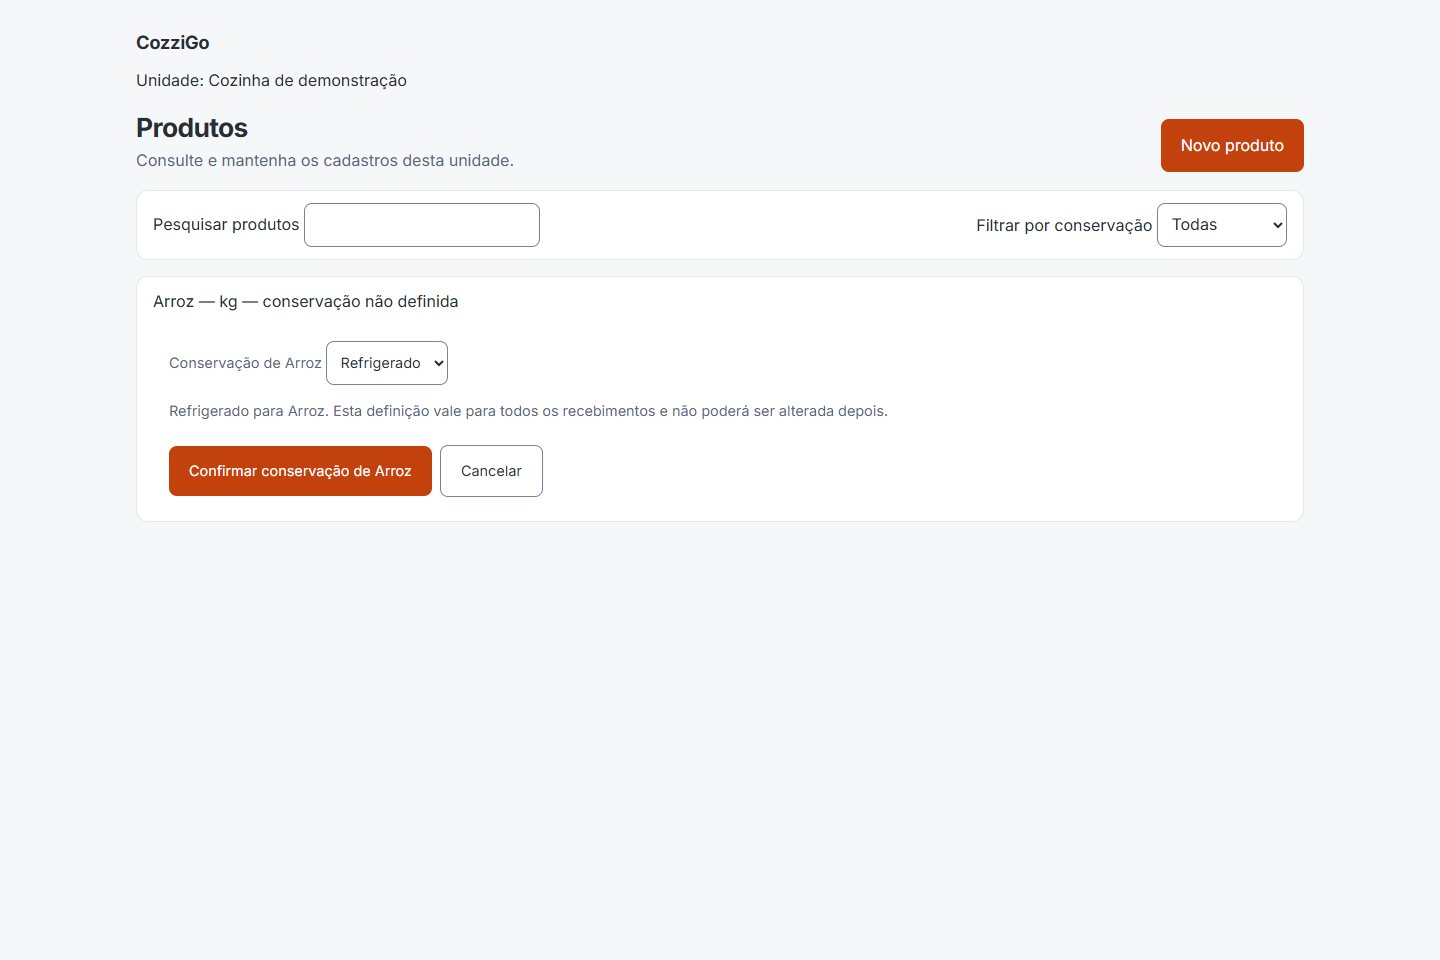 CozziGo
Unidade: Cozinha de demonstração
Produtos
Consulte e mantenha os cadastros desta unidade.
Novo produto
Pesquisar produtos
Filtrar por conservação Todas
Arroz — kg — conservação não definida
Conservação de Arroz Refrigerado
Refrigerado para Arroz. Esta definição vale para todos os recebimentos e não poderá ser alterada depois.
Confirmar conservação de Arroz Cancelar